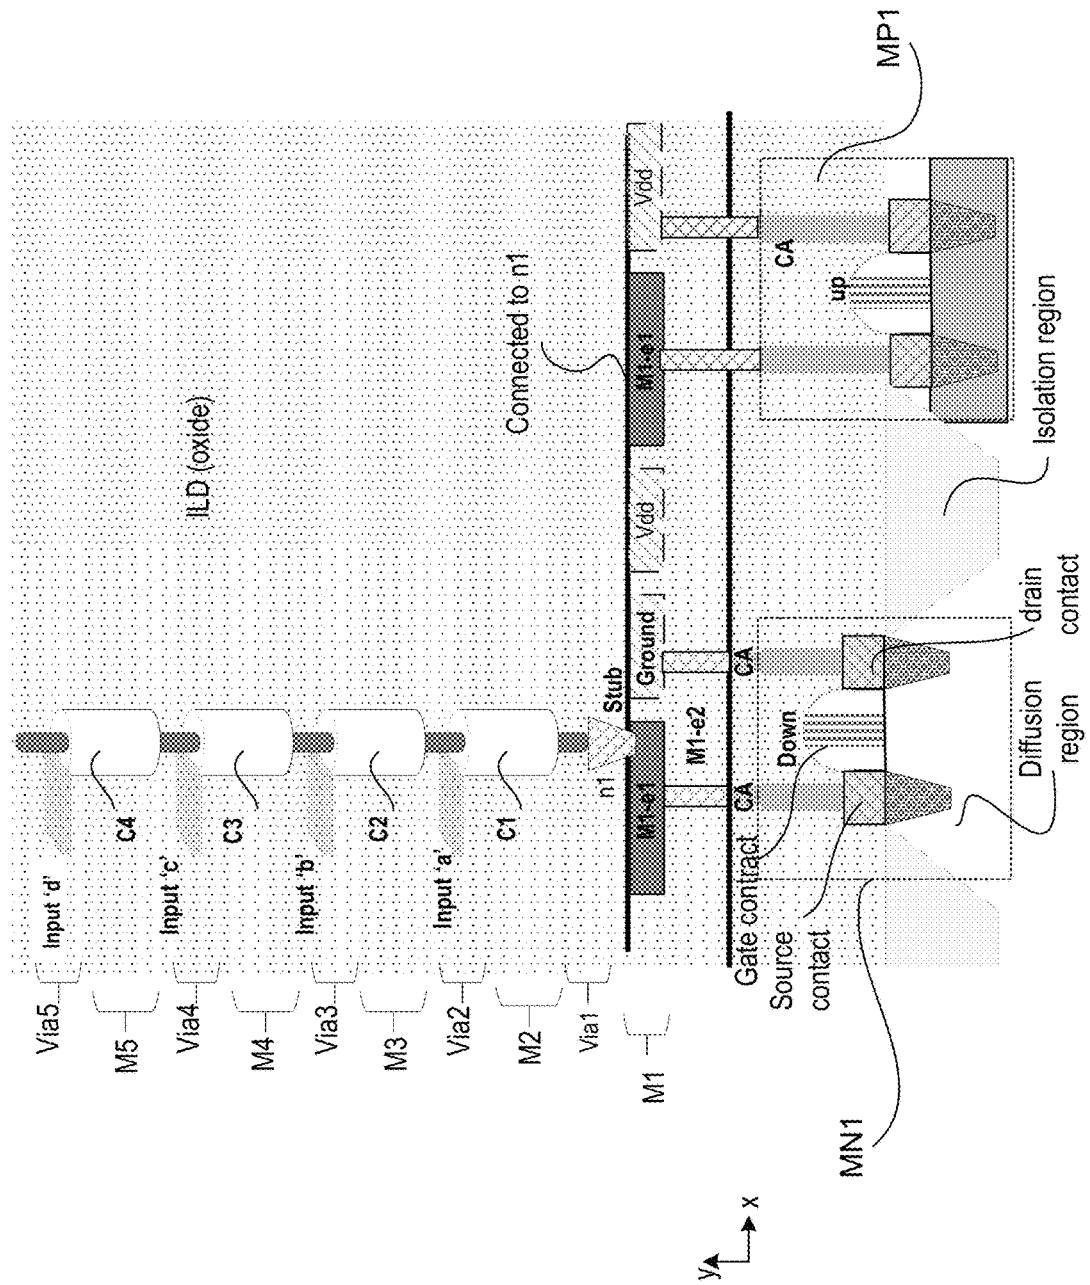 Via5
Input 'd'
M5
C4
Via4
Input 'c'
M4
C3
ILD (oxide)
Via3
Input 'b'
M3
C2
Via2
Input 'a'
M2
C1
Via1
n1
Stub
Connected to n1
M1
M1-e1
Ground
Vdd
M1-e1
Vdd
M1-e2
CA
CA
CA
MP1
Gate contract
Source
contact
Down
up
MN1
Diffusion
region
drain
contact
Isolation region
y
x